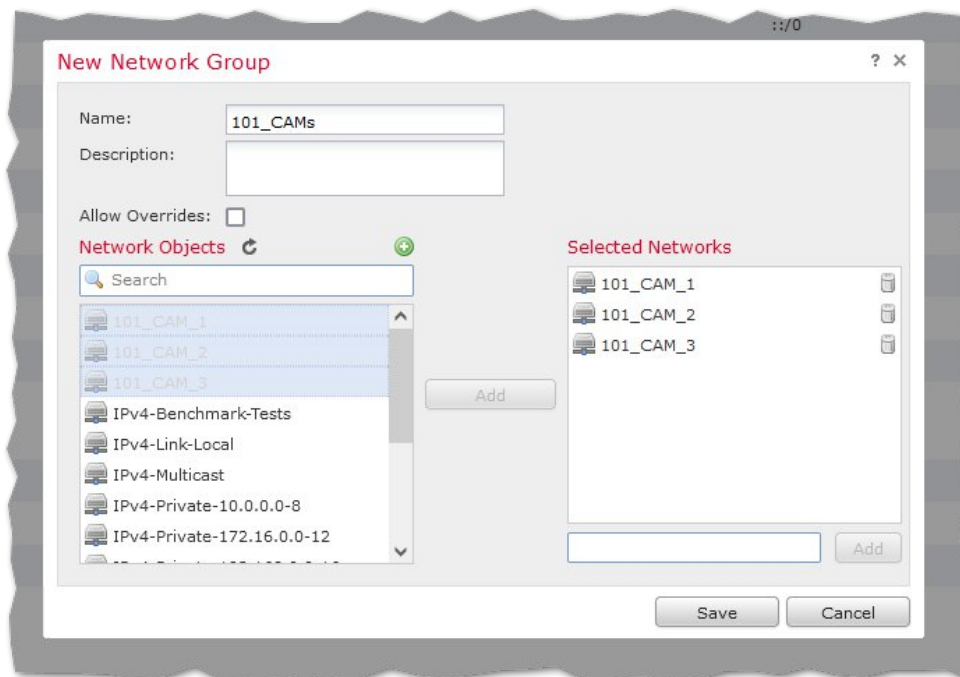 ::/0
New Network Group
? ×
Name:
101_CAMs
Description:
Allow Overrides:
Network Objects
Search
101_CAM_1
101_CAM_2
101_CAM_3
IPv4-Benchmark-Tests
IPv4-Link-Local
IPv4-Multicast
IPv4-Private-10.0.0.0-8
IPv4-Private-172.16.0.0-12
Add
Selected Networks
101_CAM_1
101_CAM_2
101_CAM_3
Add
Save
Cancel